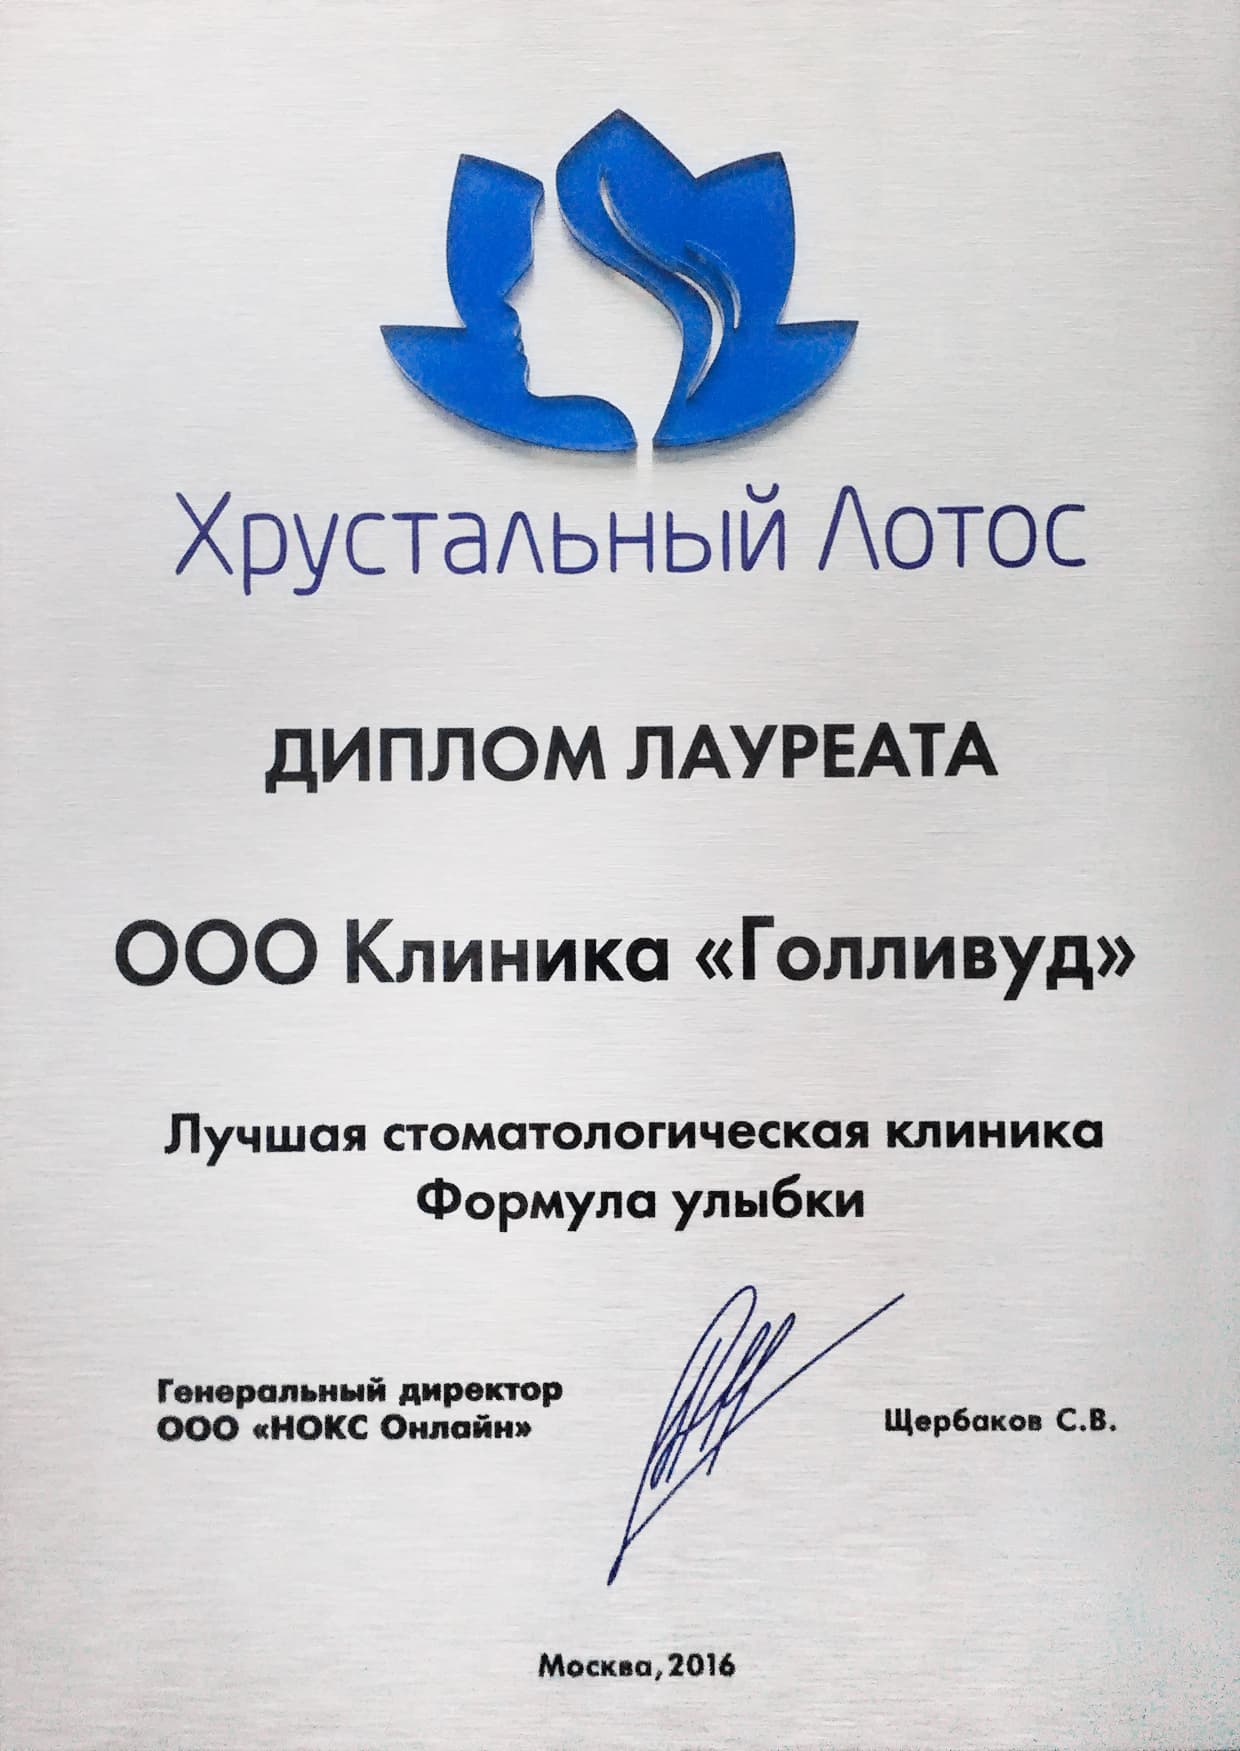 Хрустальный Лотос
ДИПЛОМ ЛАУРЕАТА
ООО Клиника «Голливуд»
Лучшая стоматологическая клиника
Формула улыбки
Генеральный директор
ООО «НОКС Онлайн»
Щербаков С.В.
Москва, 2016